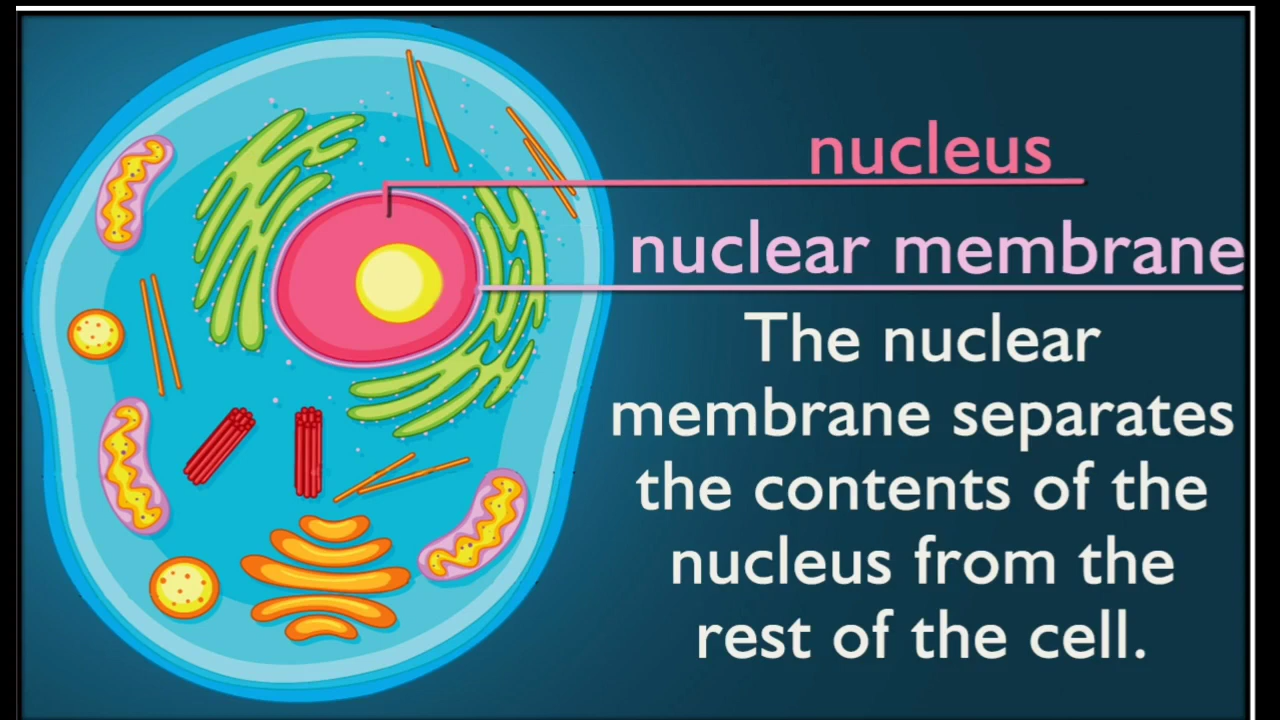 nucleus
nuclear membrane
The nuclear
membrane separates
the contents of the
nucleus from the
rest of the cell.